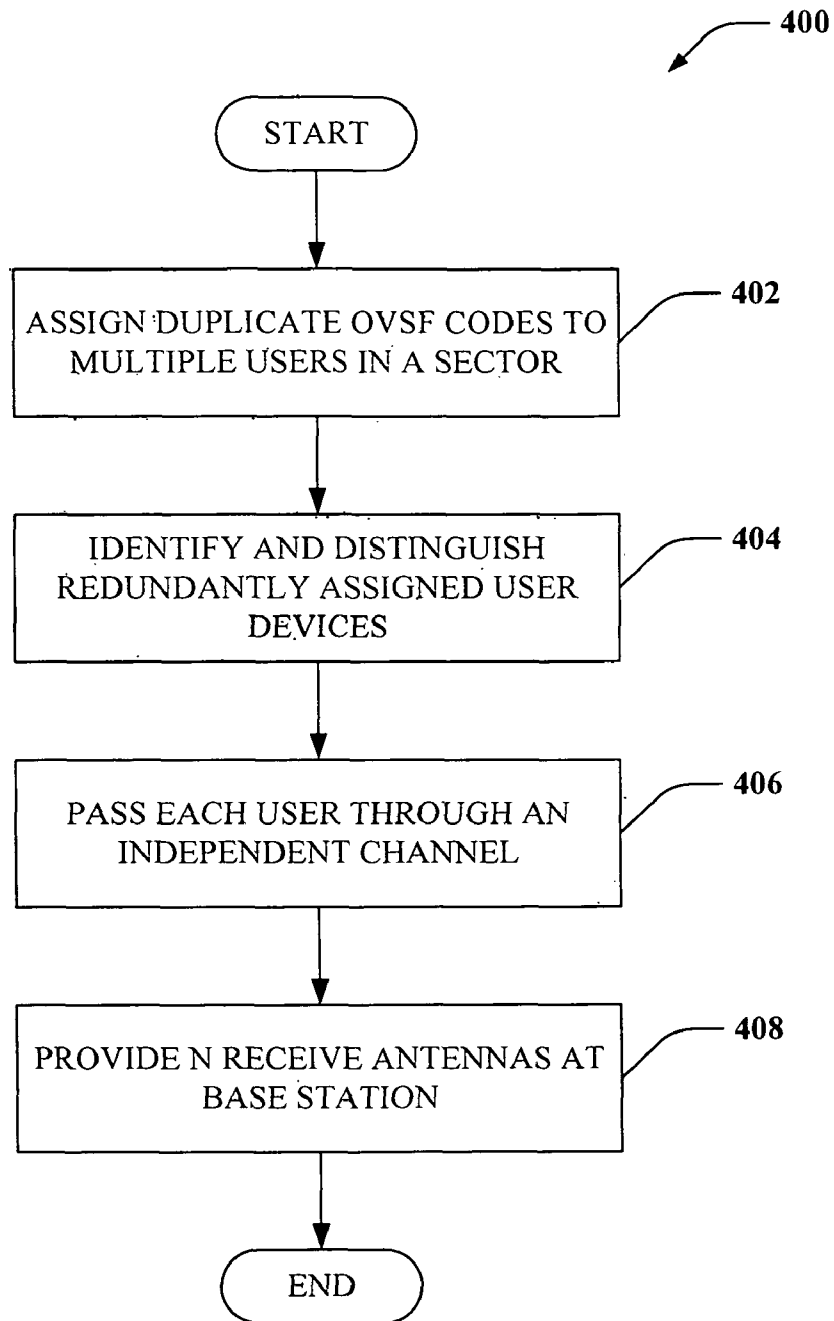 400
START
ASSIGN DUPLICATE OVSF CODES TO
MULTIPLE USERS IN A SECTOR
402
IDENTIFY AND DISTINGUISH
REDUNDANTLY ASSIGNED USER
DEVICES
404
PASS EACH USER THROUGH AN
INDEPENDENT CHANNEL
406
PROVIDE N RECEIVE ANTENNAS AT
BASE STATION
408
END